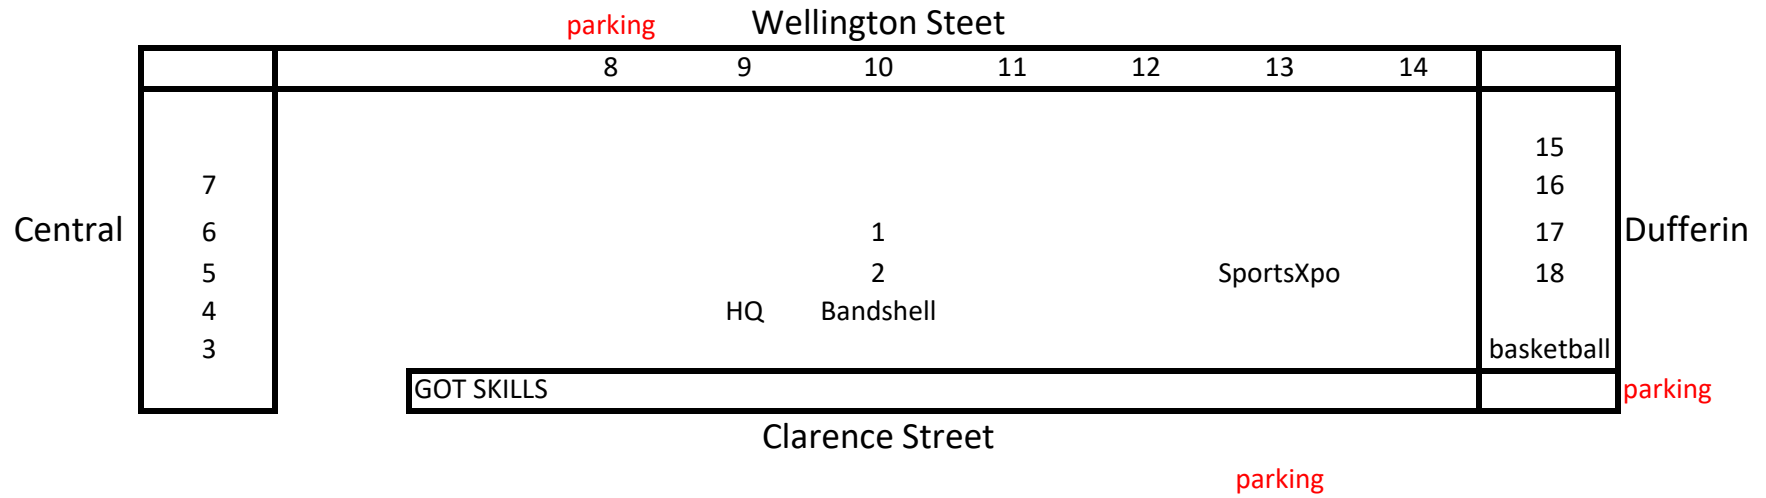 parking Wellington Steet
8 9 10 11 12 13 14
15
7 16
Central 6 1 17 Dufferin
5 2 SportsXpo 18
4 HQ Bandshell
3 basketball
GOT SKILLS parking
Clarence Street
parking